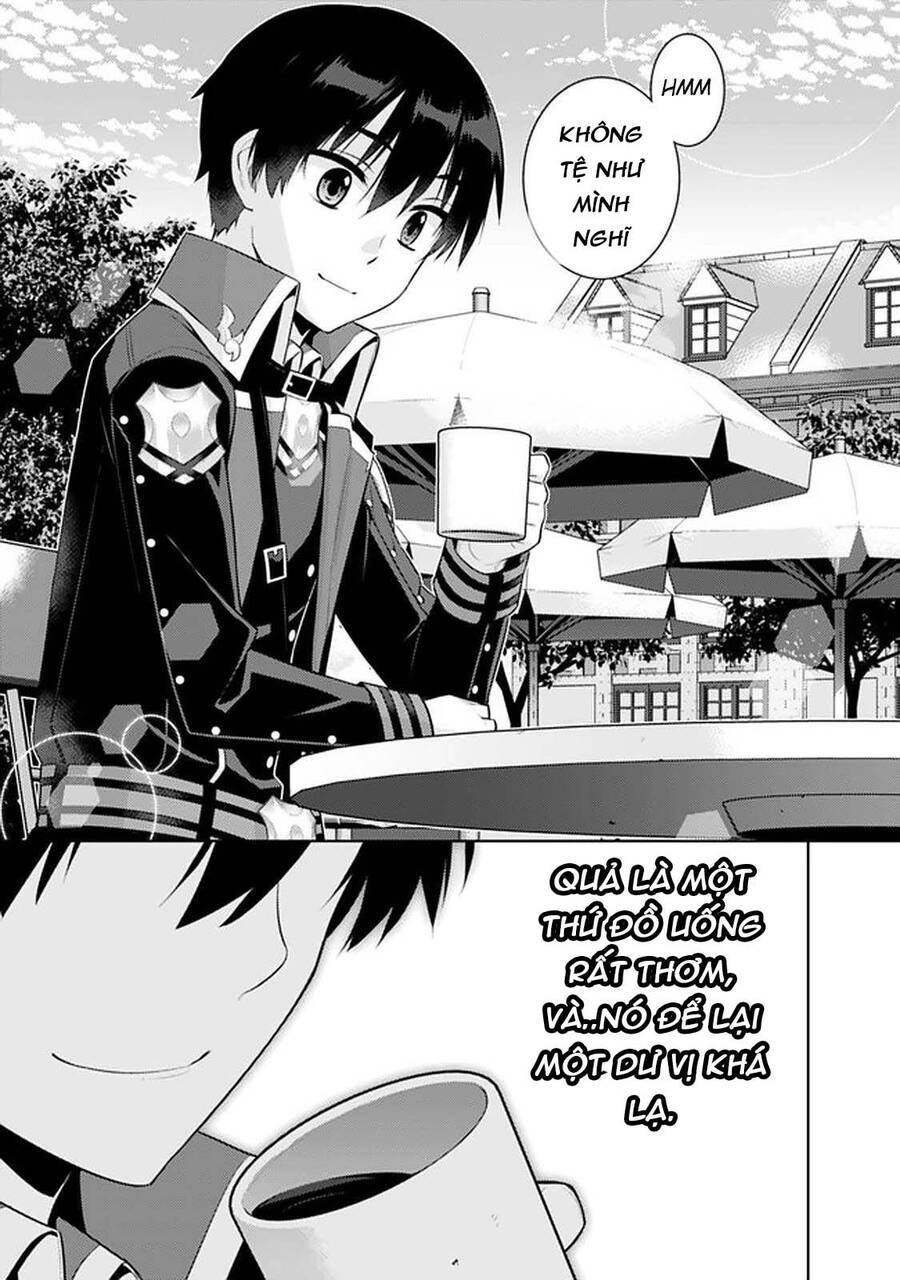 HMM
KHÔNG
TỆ NHƯ
MÌNH
NGHĨ
QUẢ LÀ MỘT
THỨ ĐỒ UỐNG
RẤT THƠM,
VÀ..NÓ ĐỂ LẠI
MỘT DƯ VỊ KHÁ
LẠ.